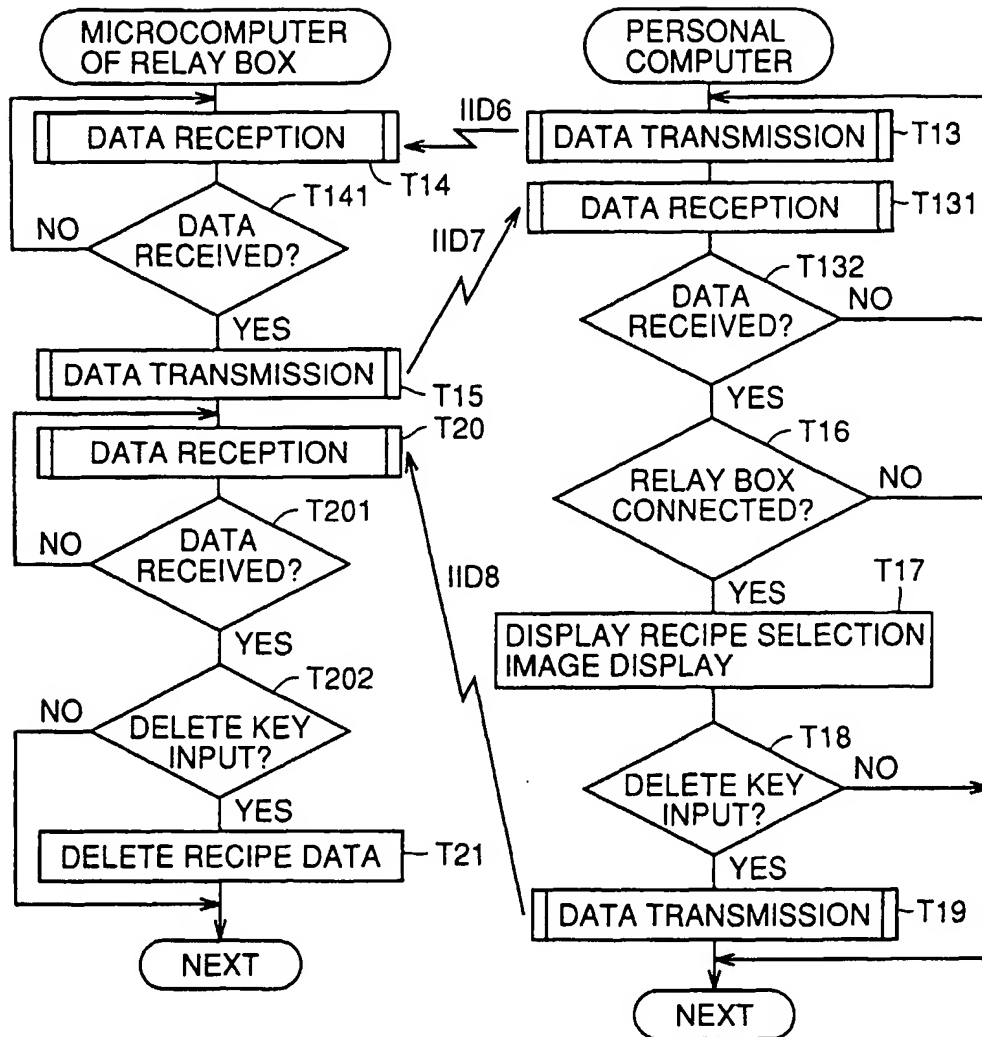 MICROCOMPUTER
OF RELAY BOX
DATA RECEPTION
T14
T141
DATA
RECEIVED?
NO
YES
DATA TRANSMISSION
T15
T20
DATA RECEPTION
T201
DATA
RECEIVED?
NO
YES
T202
DELETE KEY
INPUT?
NO
YES
DELETE RECIPE DATA
T21
NEXT
IID6
IID7
IID8
PERSONAL
COMPUTER
DATA TRANSMISSION
T13
DATA RECEPTION
T131
T132
DATA
RECEIVED?
NO
YES
T16
RELAY BOX
CONNECTED?
NO
YES
T17
DISPLAY RECIPE SELECTION
IMAGE DISPLAY
T18
DELETE KEY
INPUT?
NO
YES
DATA TRANSMISSION
T19
NEXT